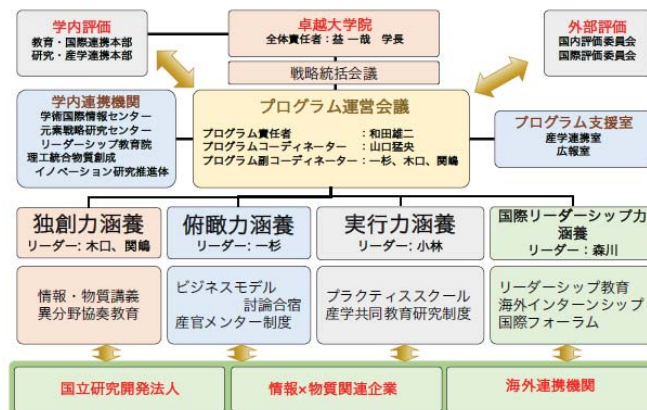 学内評価
教育・国際連携本部
研究・産学連携本部
卓越大学院
全体責任者：益 一哉　学長
外部評価
国内評価委員会
国際評価委員会
戦略統括会議
学内連携機関
学術国際情報センター
元素戦略研究センター
リーダーシップ教育院
理工統合物質創成
イノベーション研究推進体
プログラム運営会議
プログラム責任者　：和田雄二
プログラムコーディネーター　：山口猛央
プログラム副コーディネーター：一杉、木口、関嶋
プログラム支援室
産学連携室
広報室
独創力涵養
リーダー：木口、関嶋
情報・物質講義
異分野協奏教育
俯瞰力涵養
リーダー：一杉
ビジネスモデル
討論合宿
産官メンター制度
実行力涵養
リーダー：小林
プラクティススクール
産学共同教育研究制度
国際リーダーシップ力
涵養
リーダー：森川
リーダーシップ教育
海外インターンシップ
国際フォーラム
国立研究開発法人
情報×物質関連企業
海外連携機関